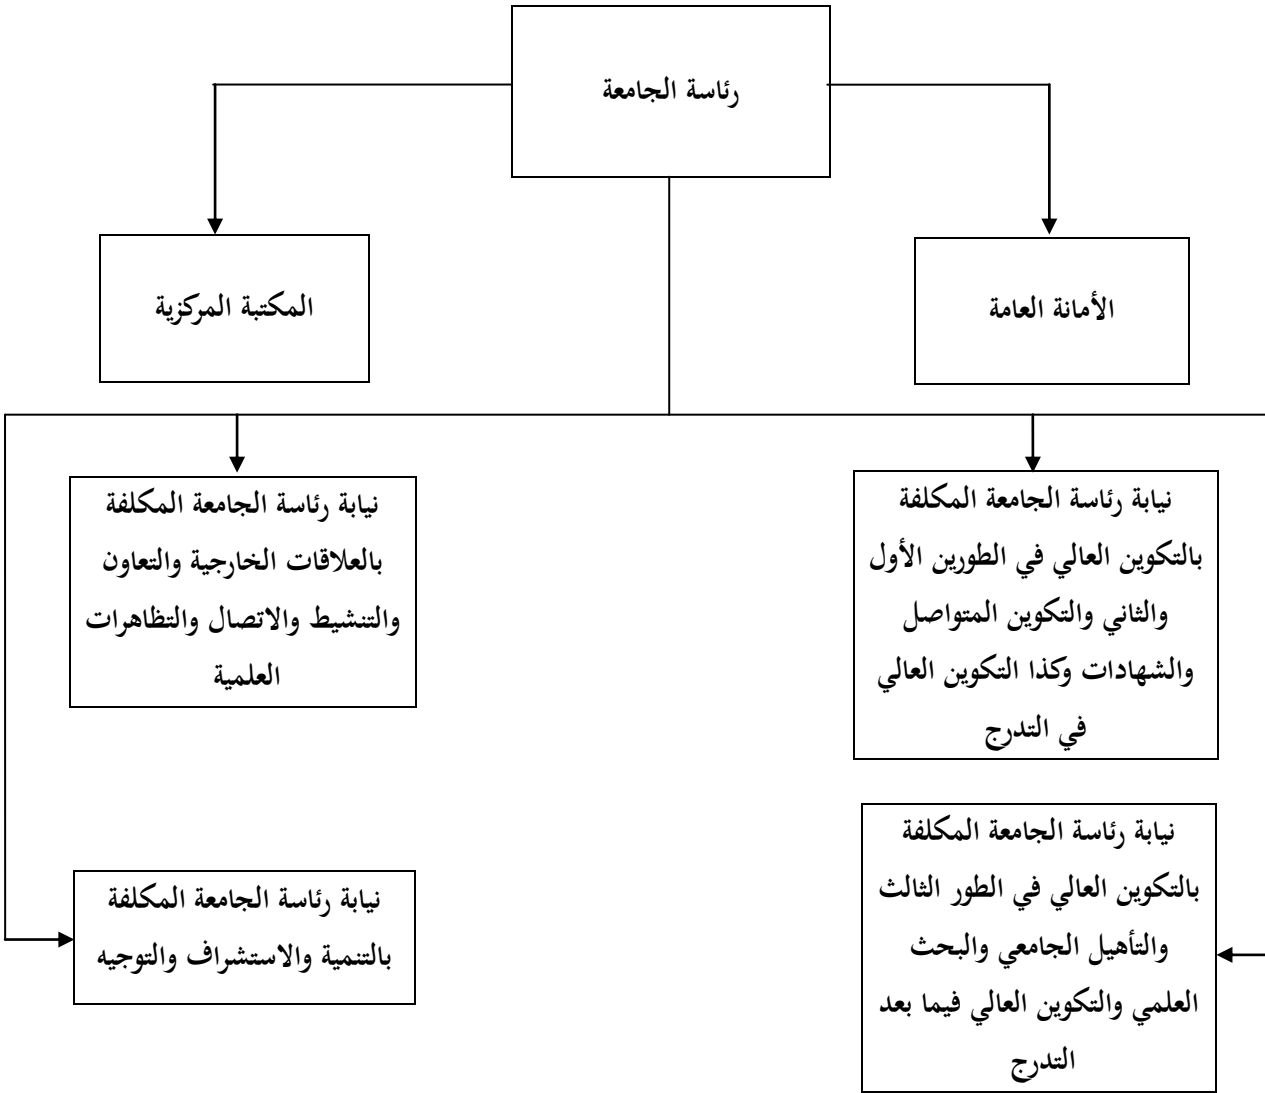 رئاسة الجامعة
الأمانة العامة
المكتبة المركزية
نيابة رئاسة الجامعة المكلفة
بالتكوين العالي في الطورين الأول
والثاني والتكوين المتواصل
والشهادات وكذا التكوين العالي
في التدرج
نيابة رئاسة الجامعة المكلفة
بالعلاقات الخارجية والتعاون
والتنشيط والاتصال والتظاهرات
العلمية
نيابة رئاسة الجامعة المكلفة
بالتكوين العالي في الطور الثالث
والتأهيل الجامعي والبحث
العلمي والتكوين العالي فيما بعد
التدرج
نيابة رئاسة الجامعة المكلفة
بالتنمية والاستشراف والتوجيه